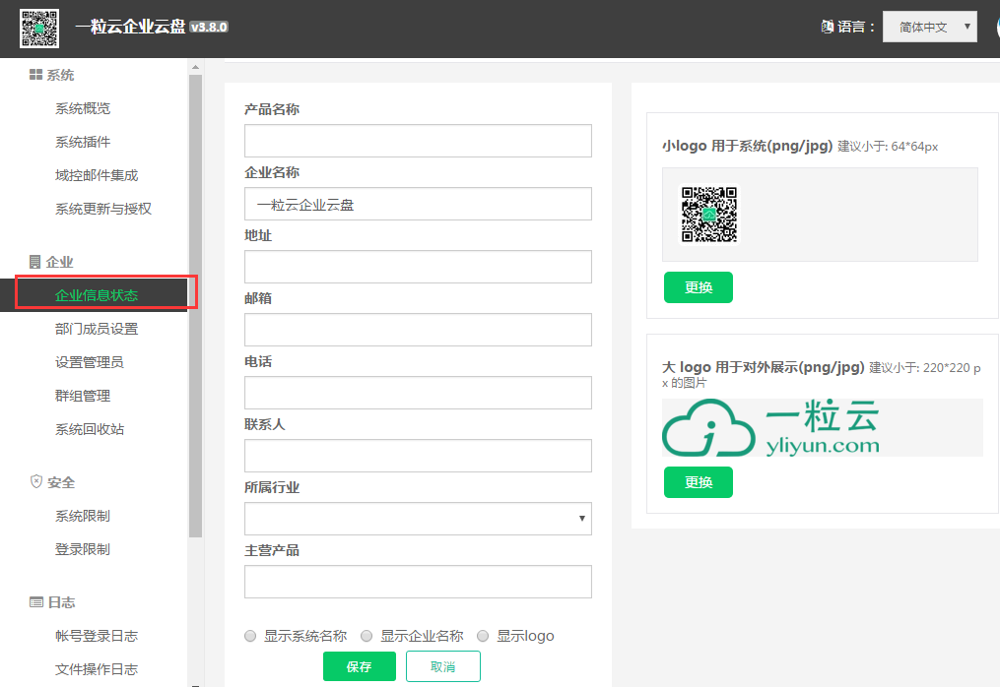 一粒云企业云盘 v3.8.0
语言：
简体中文
系统
系统概览
系统插件
域控邮件集成
系统更新与授权
企业
企业信息状态
部门成员设置
设置管理员
群组管理
系统回收站
安全
系统限制
登录限制
日志
帐号登录日志
文件操作日志
产品名称
企业名称
一粒云企业云盘
地址
邮箱
电话
联系人
所属行业
主营产品
显示系统名称 显示企业名称 显示logo
保存 取消
小logo 用于系统(png/jpg) 建议小于: 64*64px
更换
大 logo 用于对外展示(png/jpg) 建议小于: 220*220 p
x 的图片
一粒云
yliyun.com
更换